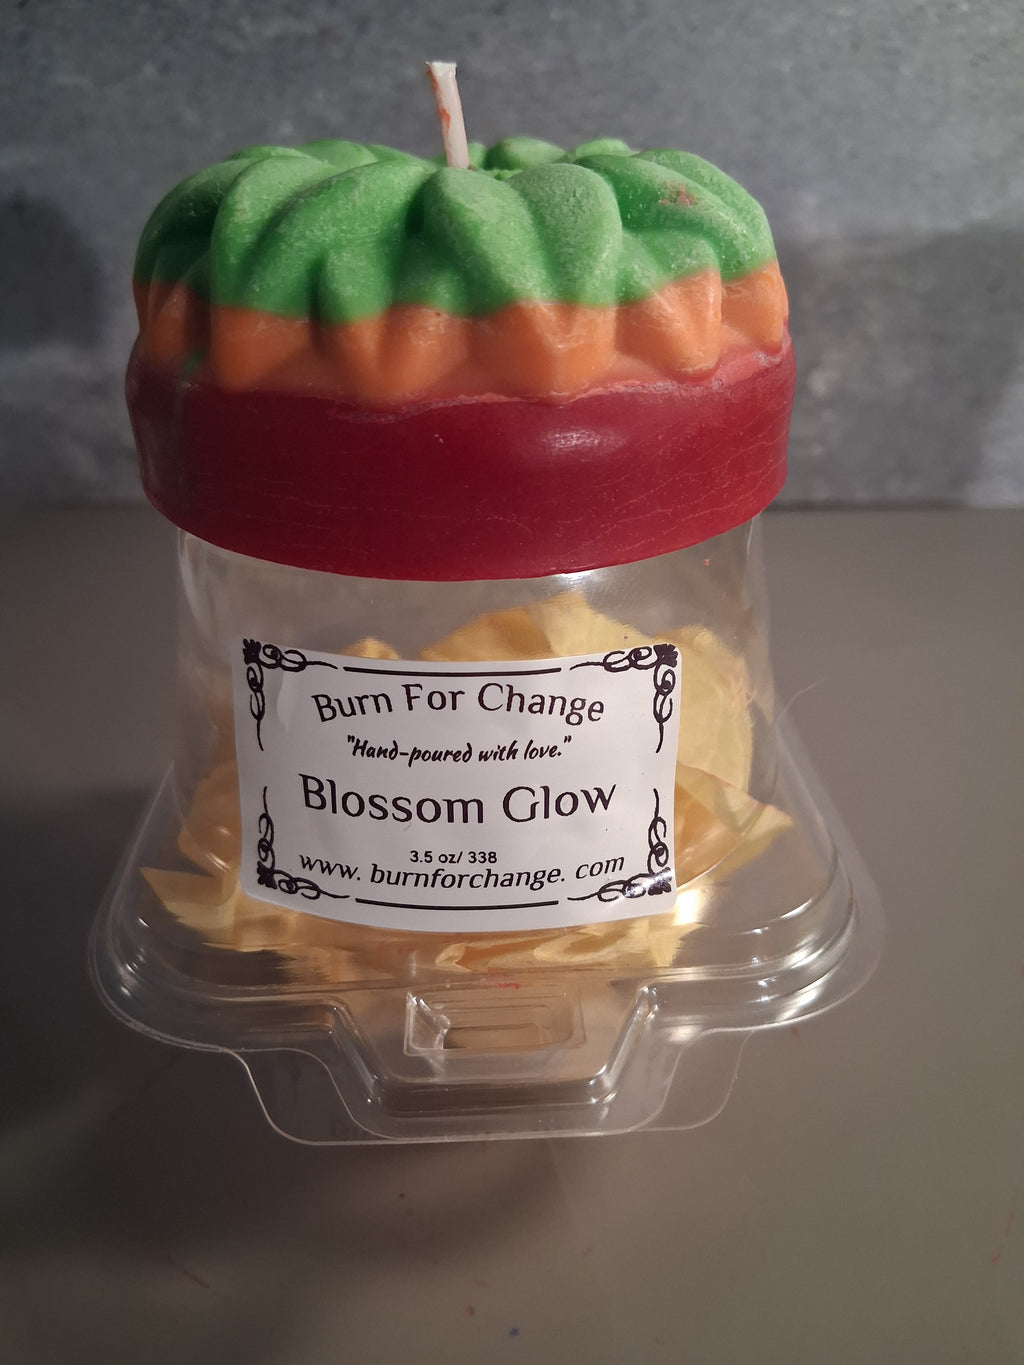 Burn For Change
"Hand-poured with love."
Blossom Glow
3.5 oz/ 338
www. burnforchange. com